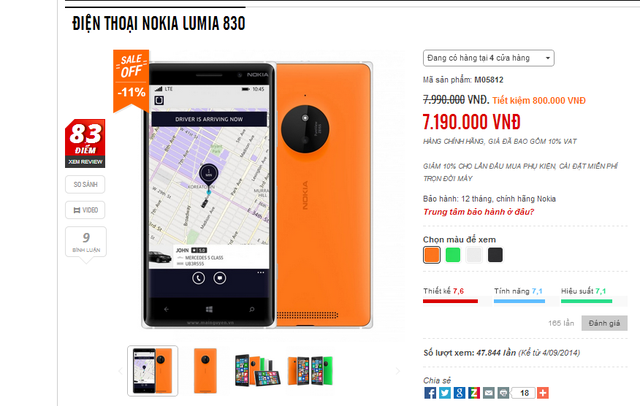 ĐIỆN THOẠI NOKIA LUMIA 830
SALE
OFF
-11%
83
ĐIỂM
XEM REVIEW
SO SÁNH
VIDEO
9
BÌNH LUẬN
NOKIA
LTE
10:45
DRIVER IS ARRIVING NOW
KOREATOWN
JOHN
5.0
MERCEDES S CLASS
NOKIA
Đang có hàng tại 4 cửa hàng
Mã sản phẩm: M05812
7.990.000 VNĐ. Tiết kiệm 800.000 VNĐ
7.190.000 VNĐ
HÀNG CHÍNH HÃNG, GIÁ ĐÃ BAO GỒM 10% VAT
GIẢM 10% CHO LẦN ĐẦU MUA PHỤ KIỆN, CÀI ĐẶT MIỄN PHÍ
TRỌN ĐỜI MÁY
Bảo hành: 12 tháng, chính hãng Nokia
Trung tâm bảo hành ở đâu?
Chọn màu để xem
Thiết kế 7,6
Tính năng 7,1
Hiệu suất 7,1
165 lần
Đánh giá
Số lượt xem: 47.844 lần (Kể từ 4/09/2014)
Chia sẻ
18